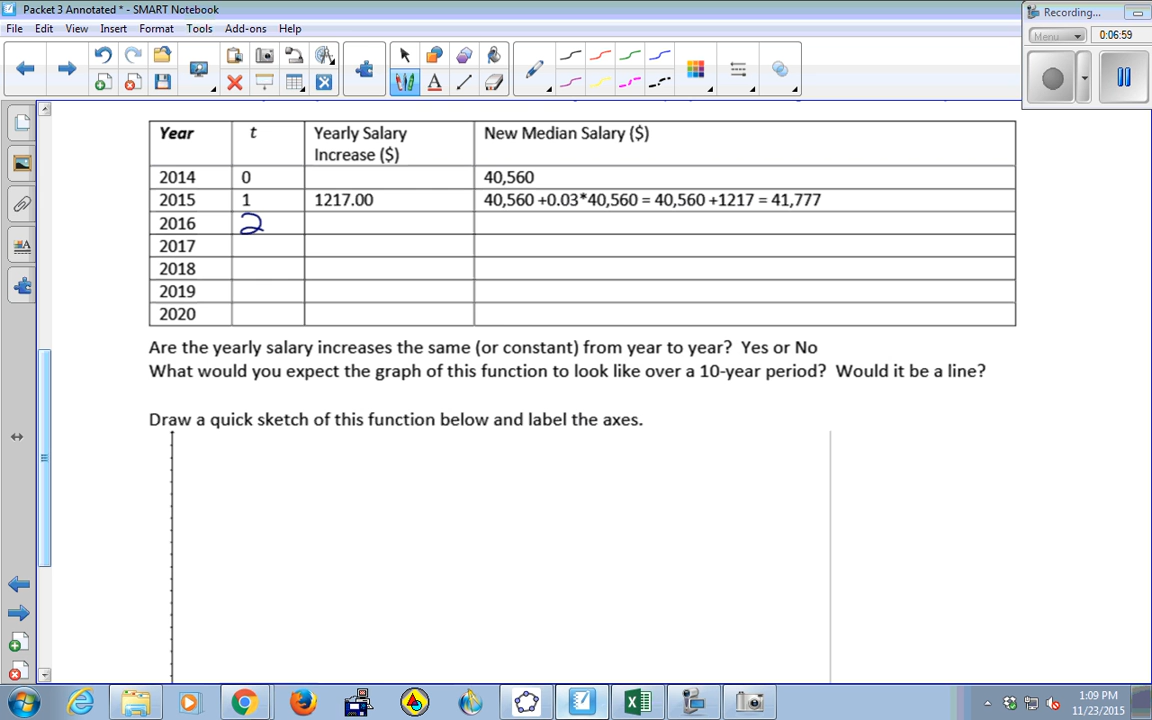 Packet 3 Annotated * - SMART Notebook
File Edit View Insert Format Tools Add-ons Help
Recording...
Menu 0:06:59
Year t Yearly Salary Increase ($) New Median Salary ($)
2014 0 40,560
2015 1 1217.00 40,560 +0.03*40,560 = 40,560 +1217 = 41,777
2016 2
2017
2018
2019
2020
Are the yearly salary increases the same (or constant) from year to year? Yes or No
What would you expect the graph of this function to look like over a 10-year period? Would it be a line?
Draw a quick sketch of this function below and label the axes.
1:09 PM
11/23/2015